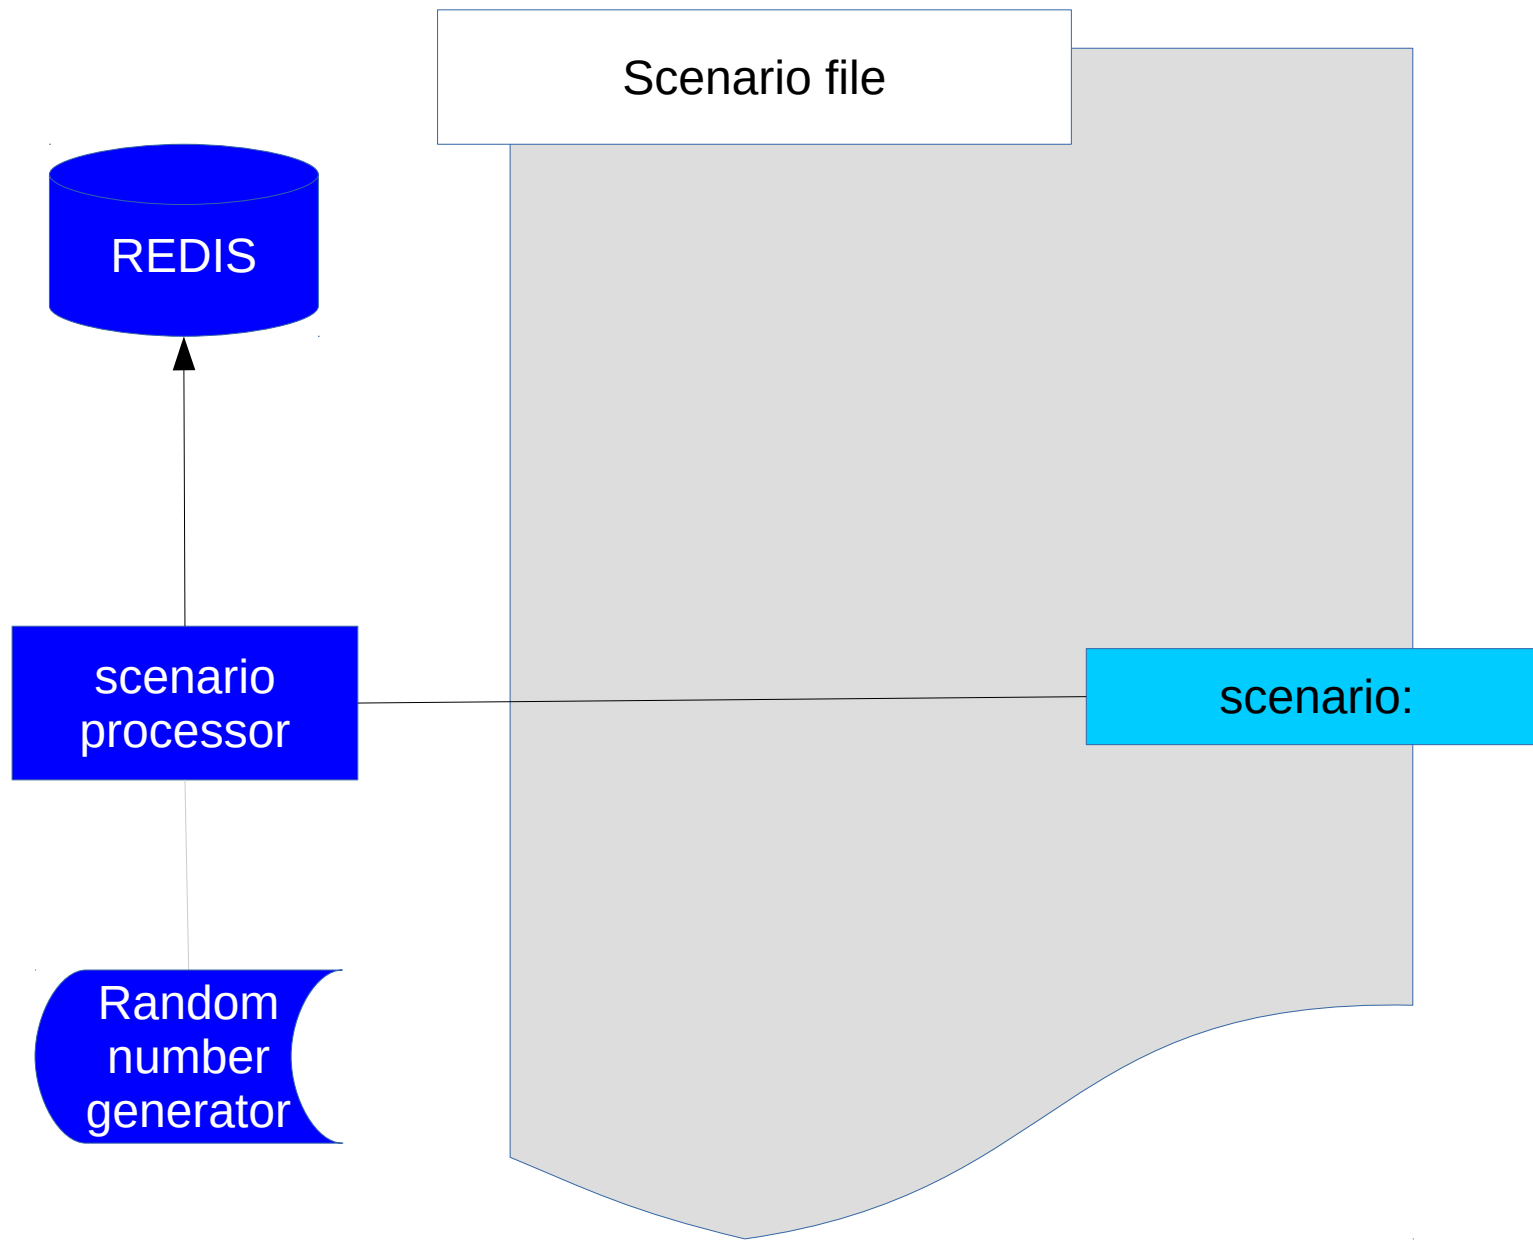 Scenario file
REDIS
scenario
processor
scenario:
Random
number
generator